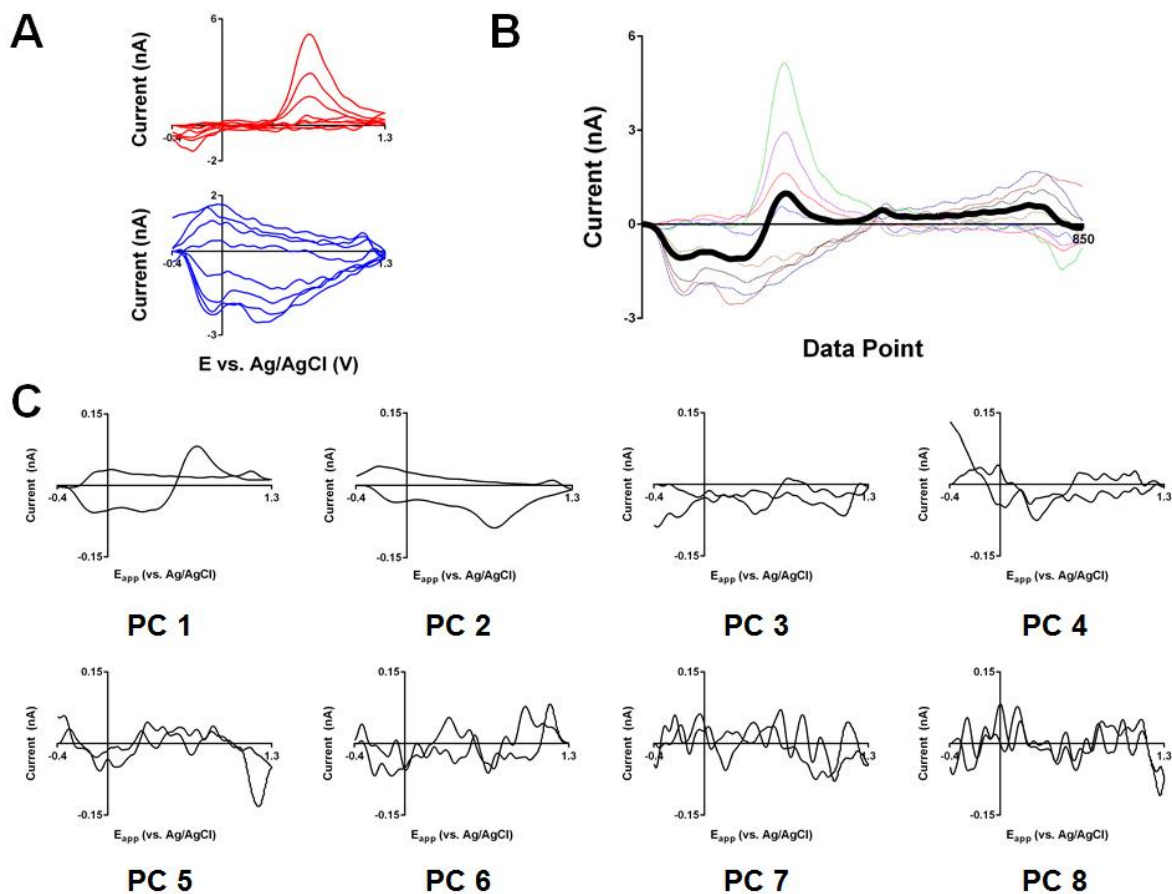 A
Current (nA)
6
-0.4
1.3
-2
Current (nA)
2
-0.4
1.3
-3
E vs. Ag/AgCl (V)
B
Current (nA)
6
3
0
850
-3
Data Point
C
Current (nA)
0.15
-0.4
1.3
-0.15
Eapp (vs. Ag/AgCl)
PC 1
Current (nA)
0.15
-0.4
1.3
-0.15
Eapp (vs. Ag/AgCl)
PC 2
Current (nA)
0.15
-0.4
1.3
-0.15
Eapp (vs. Ag/AgCl)
PC 3
Current (nA)
0.15
-0.4
1.3
-0.15
Eapp (vs. Ag/AgCl)
PC 4
Current (nA)
0.15
-0.4
1.3
-0.15
Eapp (vs. Ag/AgCl)
PC 5
Current (nA)
0.15
-0.4
1.3
-0.15
Eapp (vs. Ag/AgCl)
PC 6
Current (nA)
0.15
-0.4
1.3
-0.15
Eapp (vs. Ag/AgCl)
PC 7
Current (nA)
0.15
-0.4
1.3
-0.15
Eapp (vs. Ag/AgCl)
PC 8